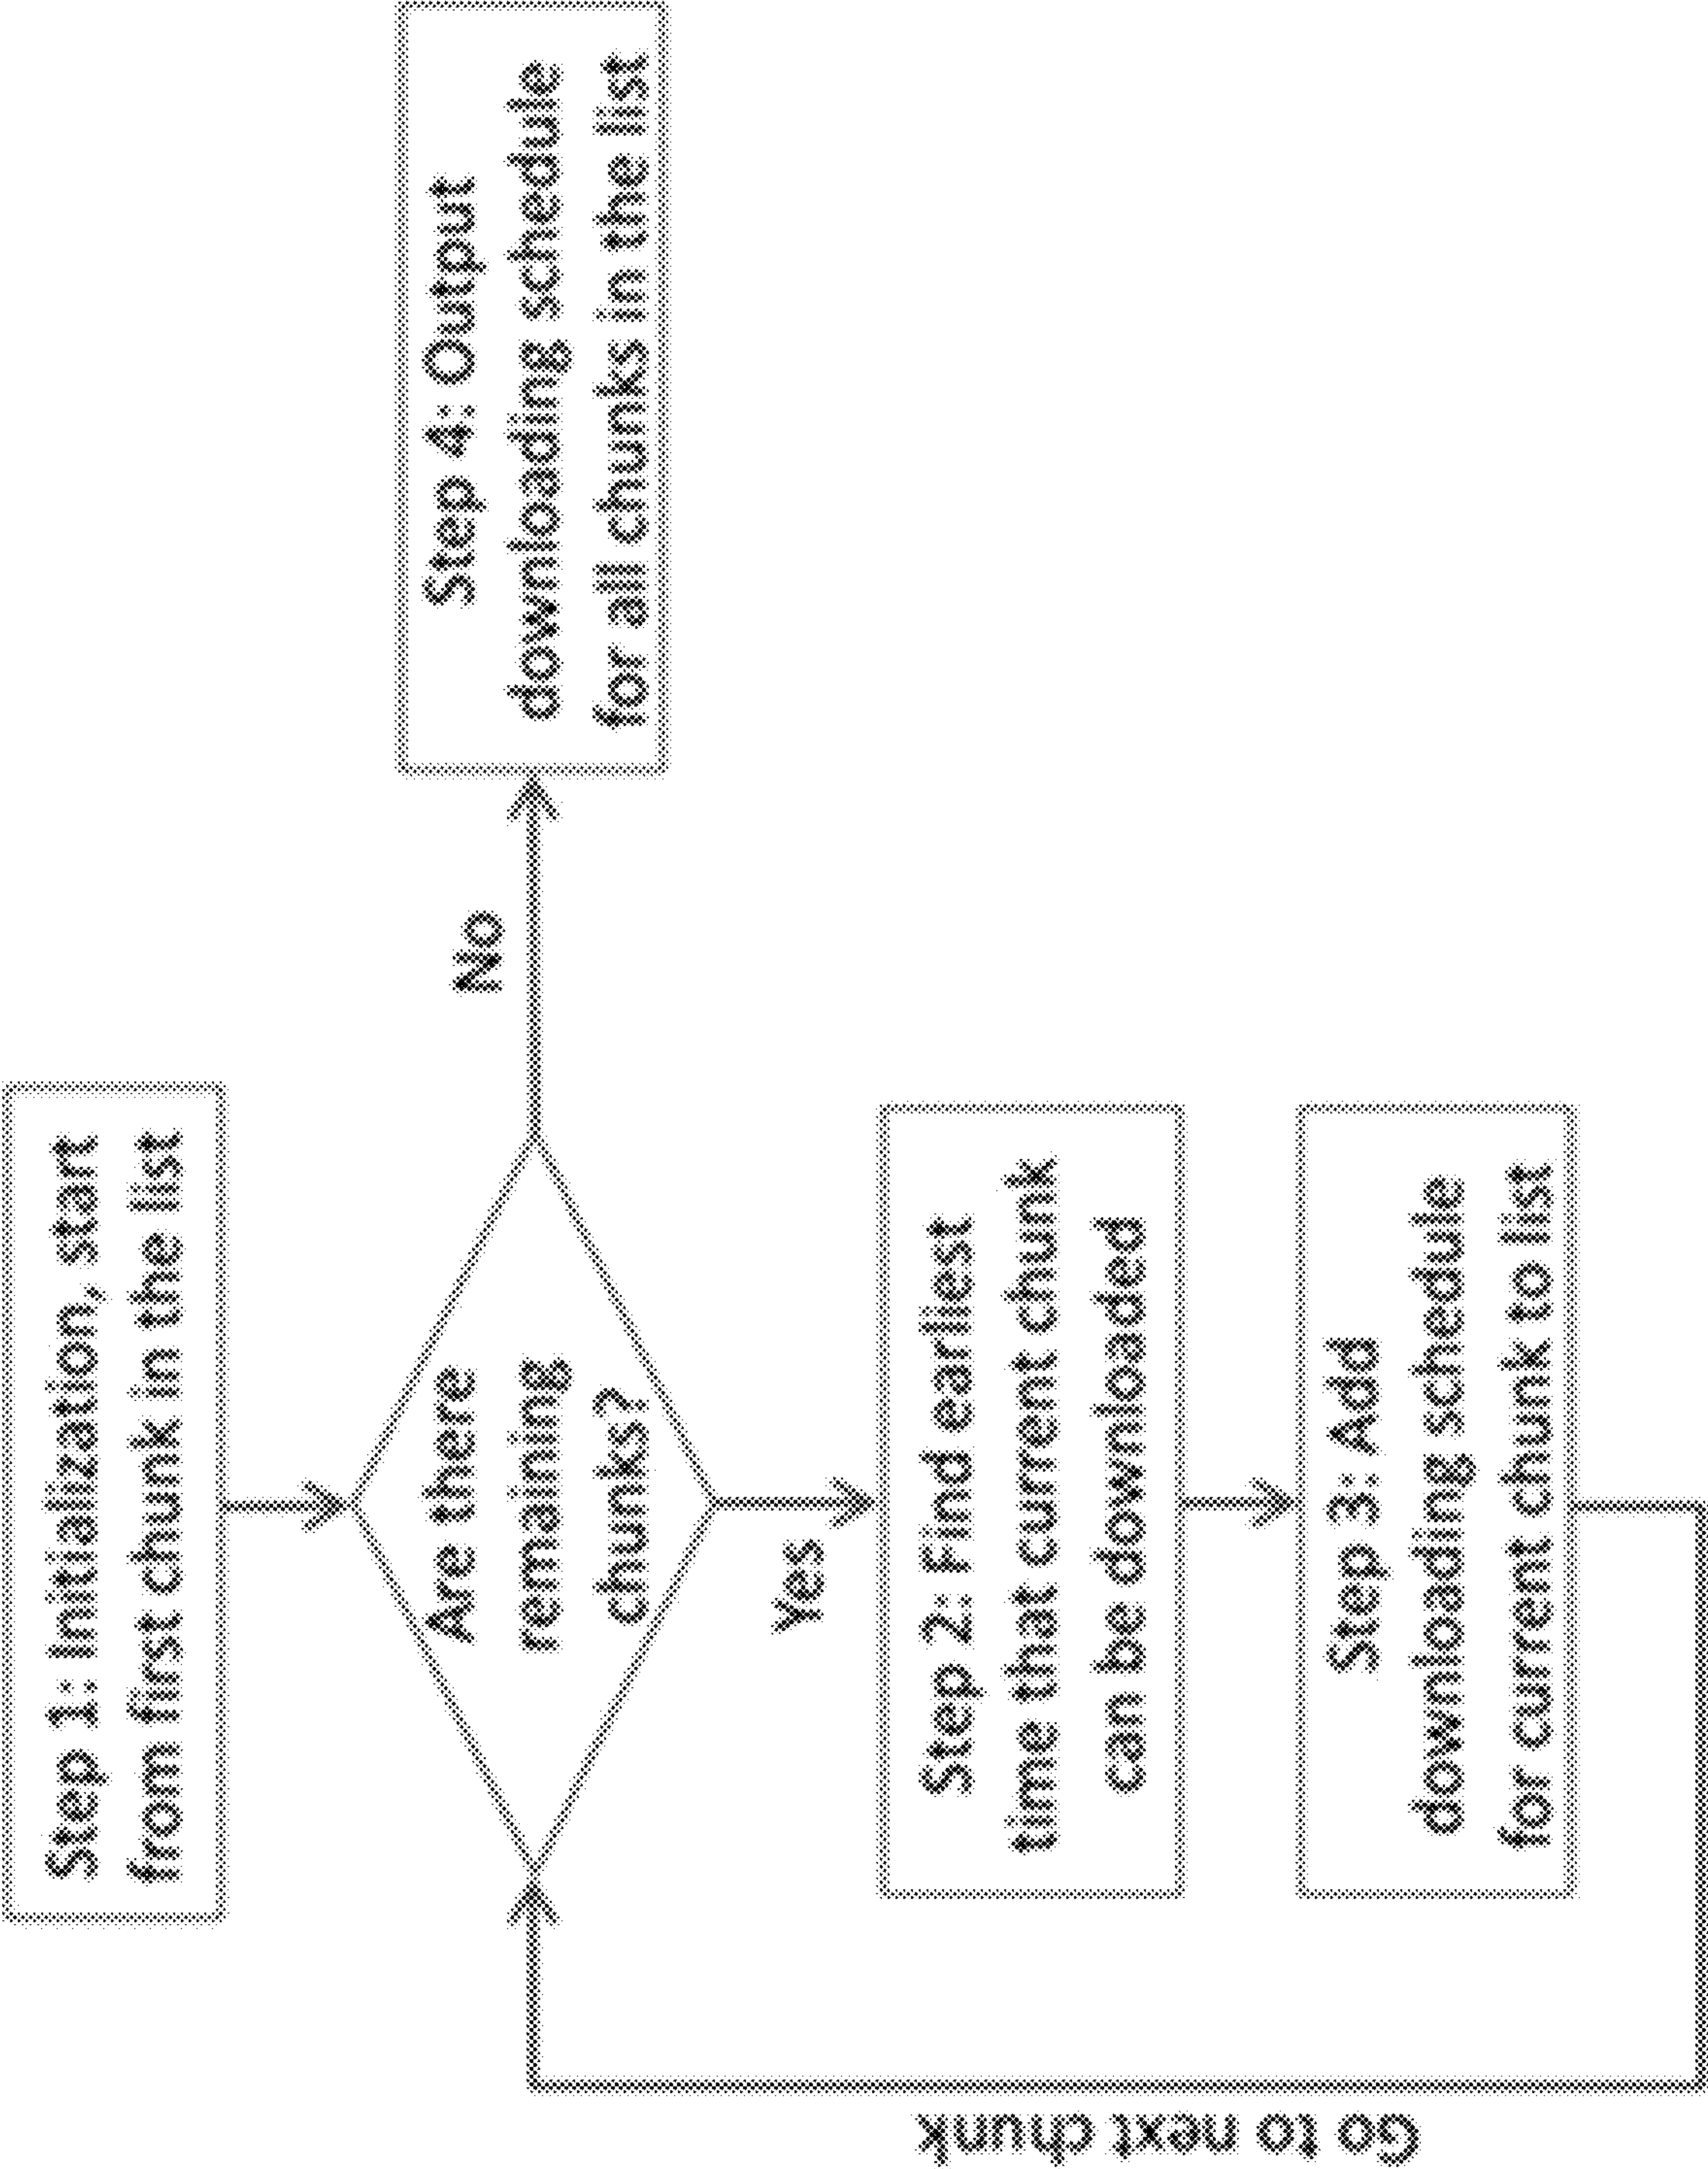 Step 1: Initialization, start
from first chunk in the list
Are there
remaining
chunks?
No
Step 4: Output
downloading schedule
for all chunks in the list
Yes
Step 2: Find earliest
time that current chunk
can be downloaded
Step 3: Add
downloading schedule
for current chunk to list
Go to next chunk